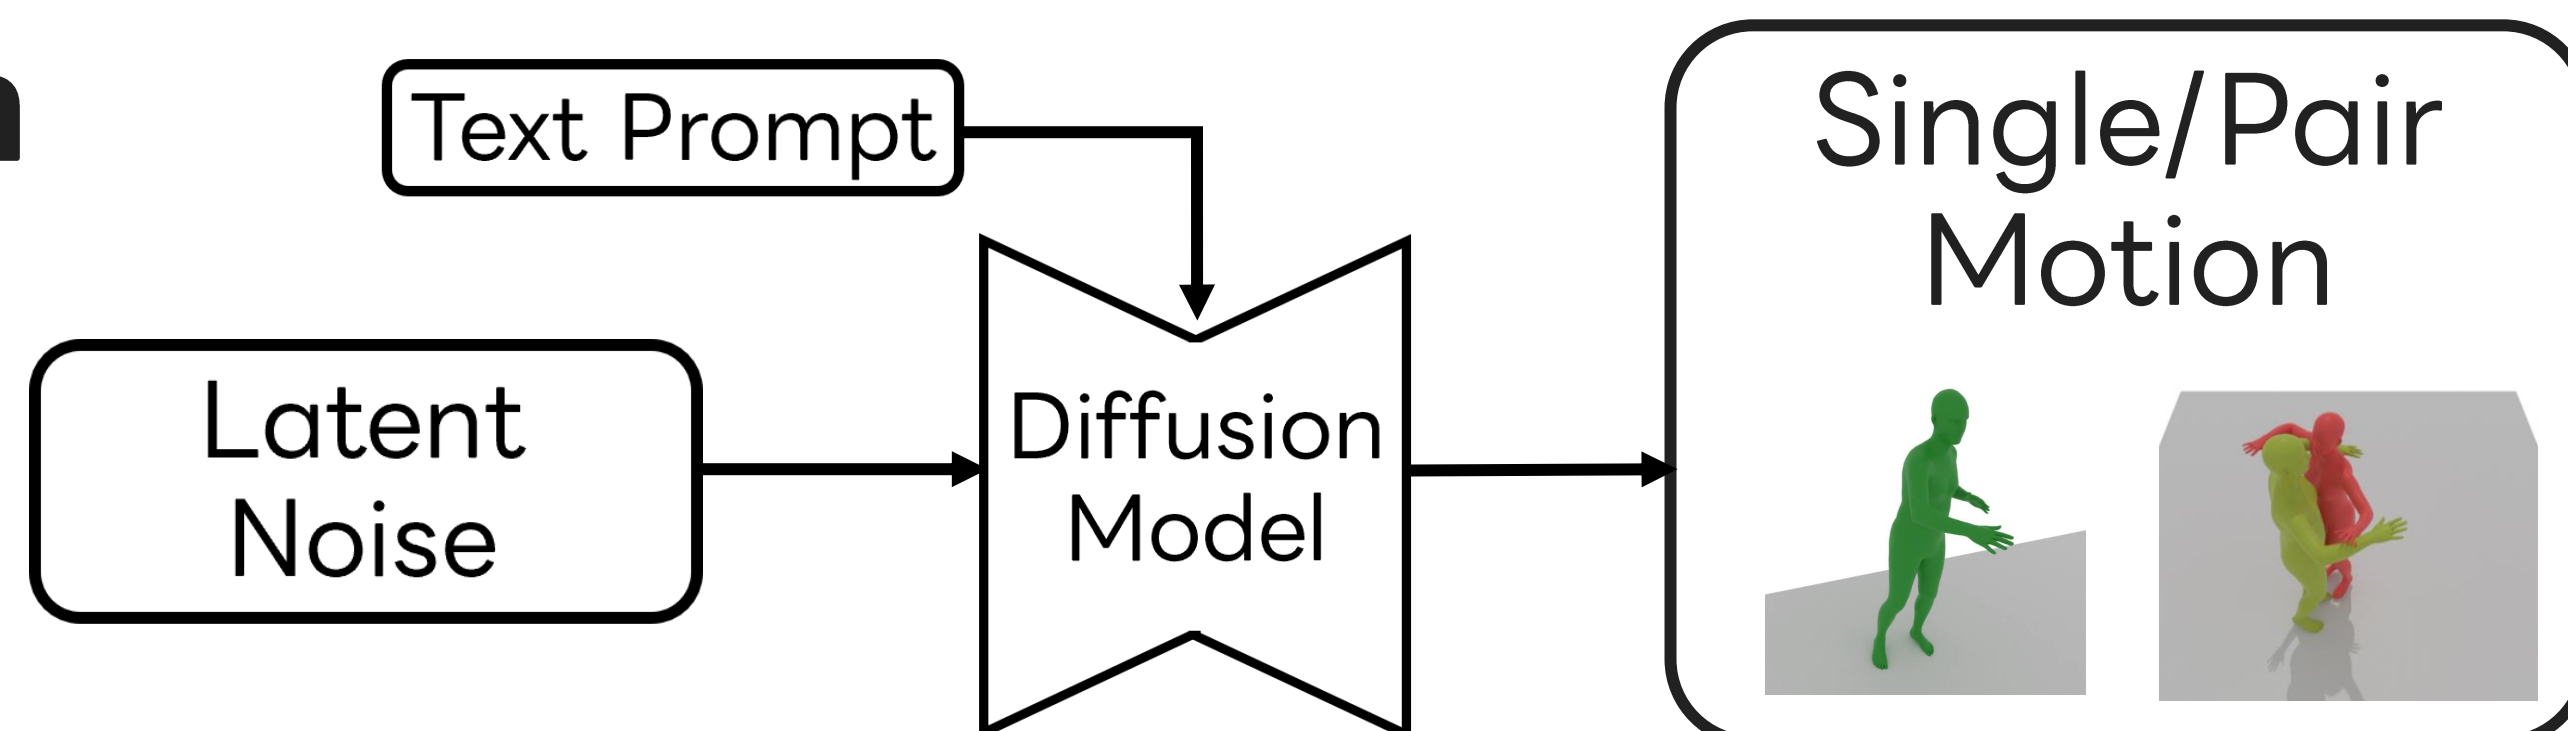 Text Prompt
Latent
Noise
Diffusion
Model
Single/Pair
Motion